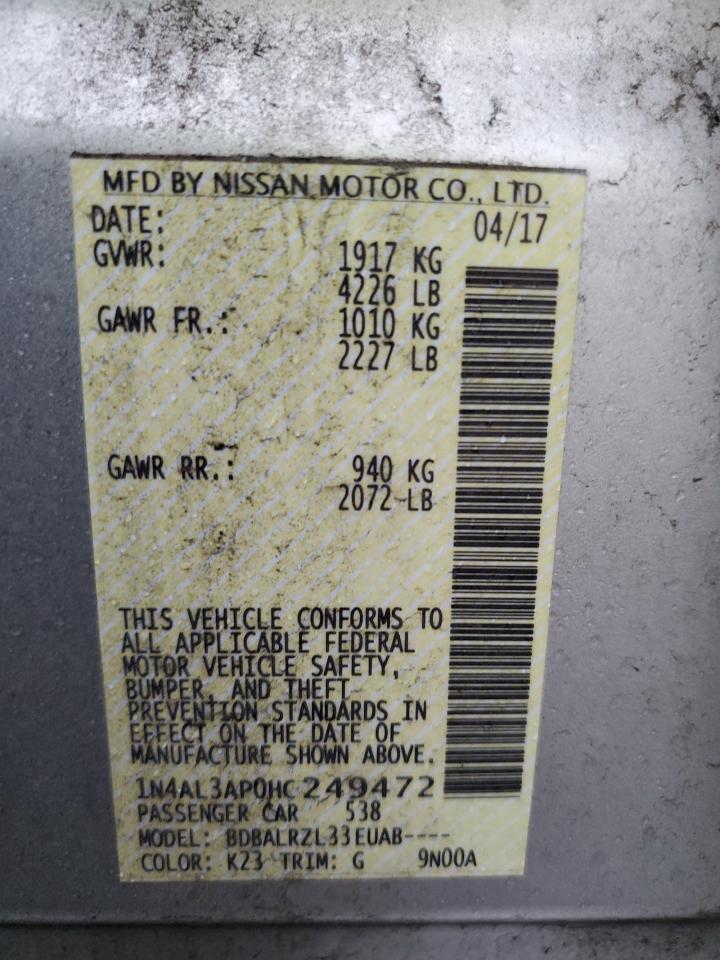 MFD BY NISSAN MOTOR CO., LTD.
DATE: 04/17
GVWR: 1917 KG
4226 LB
GAWR FR.: 1010 KG
2227 LB
GAWR RR.: 940 KG
2072 LB
THIS VEHICLE CONFORMS TO
ALL APPLICABLE FEDERAL
MOTOR VEHICLE SAFETY,
BUMPER, AND THEFT
PREVENTION STANDARDS IN
EFFECT ON THE DATE OF
MANUFACTURE SHOWN ABOVE.
1N4AL3AP0HC249472
PASSENGER CAR 538
MODEL: BDBALRZL33EUAB----
COLOR: K23 TRIM: G 9N00A